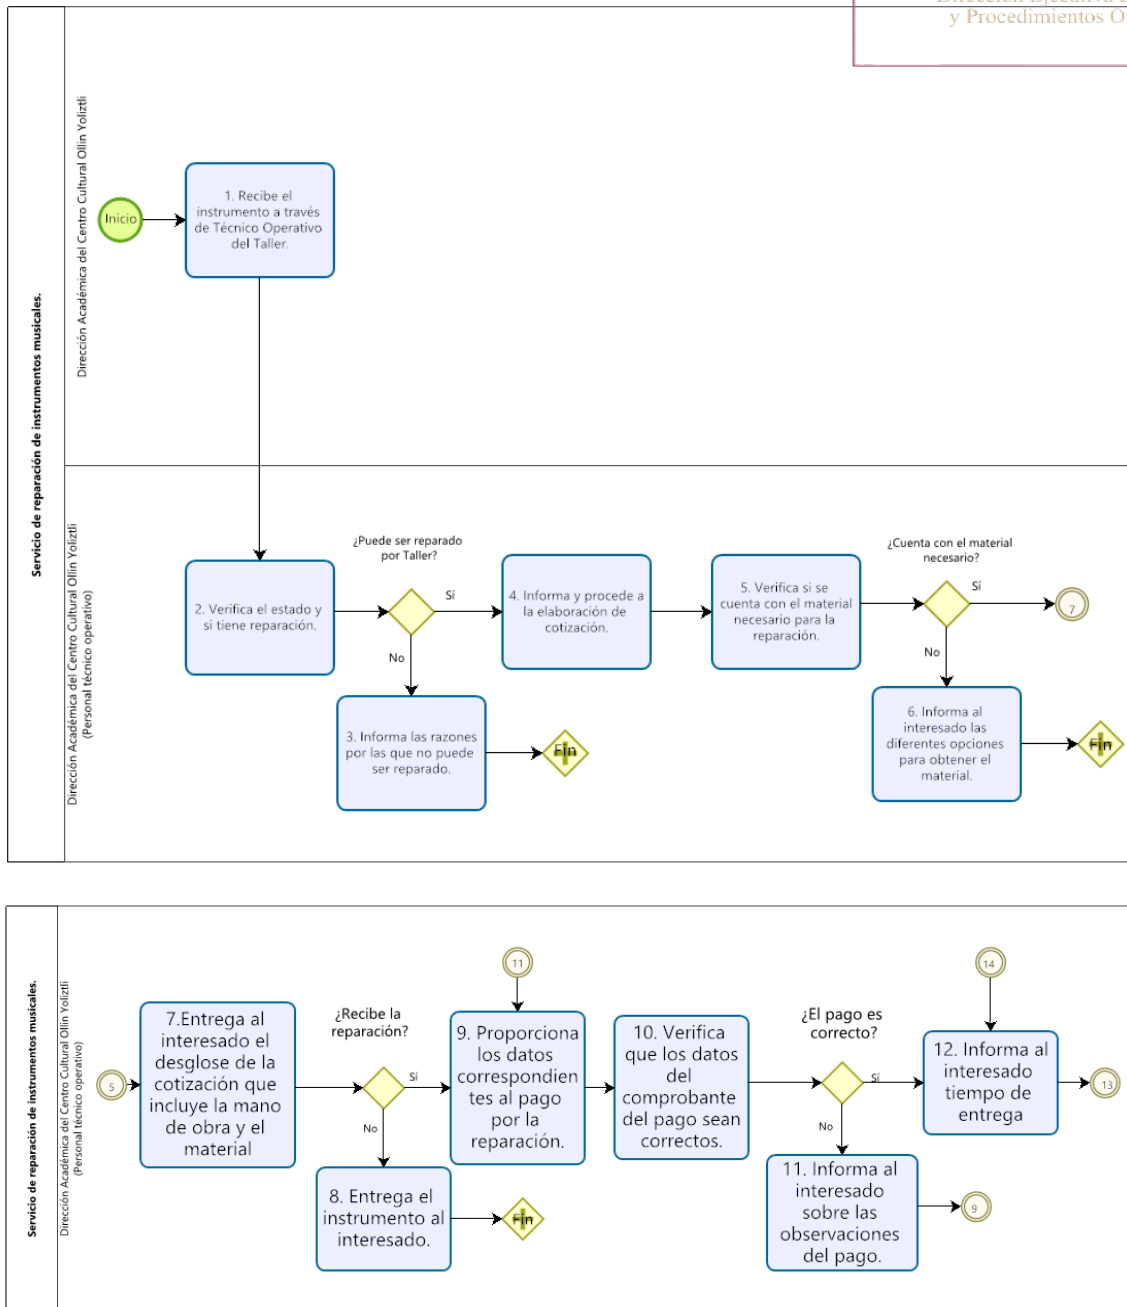 y Procedimientos O
Servicio de reparación de instrumentos musicales.
Dirección Académica del Centro Cultural Ollin Yoliztli
Inicio
1. Recibe el
instrumento a través
de Técnico Operativo
del Taller.
Dirección Académica del Centro Cultural Ollin Yoliztli
(Personal técnico operativo)
2. Verifica el estado y
si tiene reparación.
¿Puede ser reparado
por Taller?
Sí
No
3. Informa las razones
por las que no puede
ser reparado.
Fin
4. Informa y procede a
la elaboración de
cotización.
5. Verifica si se
cuenta con el material
necesario para la
reparación.
¿Cuenta con el material
necesario?
Sí
7
No
6. Informa al
interesado las
diferentes opciones
para obtener el
material.
Fin
Servicio de reparación de instrumentos musicales.
Dirección Académica del Centro Cultural Ollin Yoliztli
(Personal técnico operativo)
5
7.Entrega al
interesado el
desglose de la
cotización que
incluye la mano
de obra y el
material
¿Recibe la
reparación?
Sí
No
8. Entrega el
instrumento al
interesado.
Fin
11
9. Proporciona
los datos
correspondien
tes al pago
por la
reparación.
10. Verifica
que los datos
del
comprobante
del pago sean
correctos.
¿El pago es
correcto?
Sí
No
11. Informa al
interesado
sobre las
observaciones
del pago.
9
14
12. Informa al
interesado
tiempo de
entrega
13